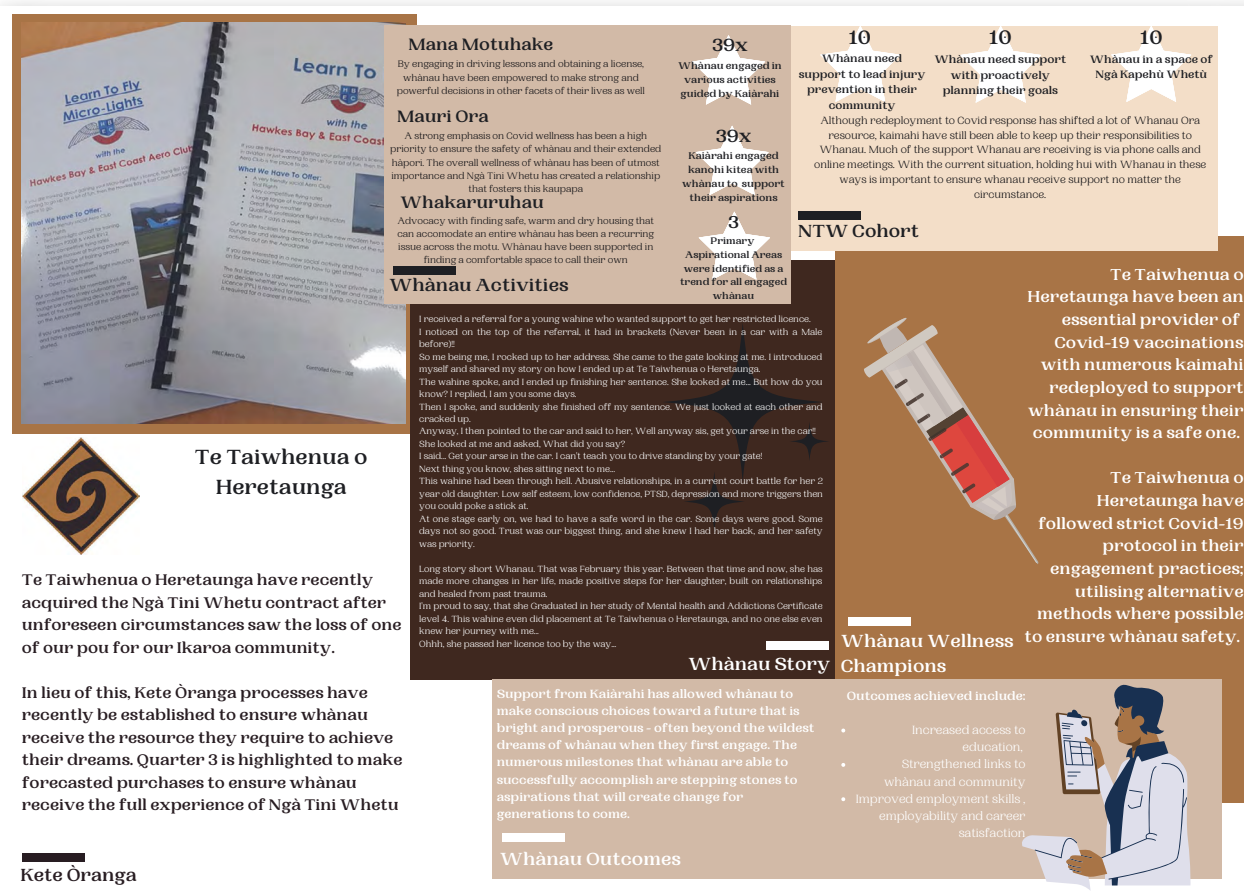 Learn To Fly
Micro-Lights
with the
Hawkes Bay & East Coast Aero Club
What We Have To Offer:
Learn To
with the
Hawkes Bay & East Coast
What We Have To Offer:
Te Taiwhenua o
Heretaunga
Te Taiwhenua o Heretaunga have recently
acquired the Ngà Tini Whetu contract after
unforeseen circumstances saw the loss of one
of our pou for our Ikaroa community.
In lieu of this, Kete Òranga processes have
recently be established to ensure whànau
receive the resource they require to achieve
their dreams. Quarter 3 is highlighted to make
forecasted purchases to ensure whànau
receive the full experience of Ngà Tini Whetu
Kete Òranga
Mana Motuhake
By engaging in driving lessons and obtaining a license,
whànau have been empowered to make strong and
powerful decisions in other facets of their lives as well
Mauri Ora
A strong emphasis on Covid wellness has been a high
priority to ensure the safety of whànau and their extended
hàpori. The overall wellness of whànau has been of utmost
importance and Ngà Tini Whetu has created a relationship
that fosters this kaupapa
Whakaruruhau
Advocacy with finding safe, warm and dry housing that
can accomodate an entire whànau has been a recurring
issue across the motu. Whànau have been supported in
finding a comfortable space to call their own
Whànau Activities
39x
Whànau engaged in
various activities
guided by Kaiàrahi
39x
Kaiàrahi engaged
kanohi kitea with
whànau to support
their aspirations
3
Primary
Aspirational Areas
were identified as a
trend for all engaged
whànau
10
Whànau need
support to lead injury
prevention in their
community
10
Whànau need support
with proactively
planning their goals
10
Whànau in a space of
Ngà Kapehù Whetù
Although redeployment to Covid response has shifted a lot of Whanau Ora
resource, kaimahi have still been able to keep up their responsibilities to
Whanau. Much of the support Whanau are receiving is via phone calls and
online meetings. With the current situation, holding hui with Whanau in these
ways is important to ensure whanau receive support no matter the
circumstance.
NTW Cohort
I received a referral for a young wahine who wanted support to get her restricted licence.
I noticed on the top of the referral, it had in brackets (Never been in a car with a Male
before)!!
So me being me, I rocked up to her address. She came to the gate looking at me. I introduced
myself and shared my story on how I ended up at Te Taiwhenua o Heretaunga.
The wahine spoke, and I ended up finishing her sentence. She looked at me... But how do you
know? I replied, I am you some days.
Then I spoke, and suddenly she finished off my sentence. We just looked at each other and
cracked up.
Anyway, I then pointed to the car and said to her, Well anyway sis, get your arse in the car!!
She looked at me and asked, What did you say?
I said... Get your arse in the car. I can't teach you to drive standing by your gate!
Next thing you know, shes sitting next to me...
This wahine had been through hell. Abusive relationships, in a current court battle for her 2
year old daughter. Low self esteem, low confidence, PTSD, depression and more triggers then
you could poke a stick at.
At one stage early on, we had to have a safe word in the car. Some days were good. Some
days not so good. Trust was our biggest thing, and she knew I had her back, and her safety
was priority.
Long story short Whanau. That was February this year. Between that time and now, she has
made more changes in her life, made positive steps for her daughter, built on relationships
and healed from past trauma.
I'm proud to say, that she Graduated in her study of Mental health and Addictions Certificate
level 4. This wahine even did placement at Te Taiwhenua o Heretaunga, and no one else even
knew her journey with me...
Ohhh, she passed her licence too by the way...
Whànau Story
Te Taiwhenua o
Heretaunga have been an
essential provider of
Covid-19 vaccinations
with numerous kaimahi
redeployed to support
whànau in ensuring their
community is a safe one.
Te Taiwhenua o
Heretaunga have
followed strict Covid-19
protocol in their
engagement practices;
utilising alternative
methods where possible
to ensure whànau safety.
Whànau Wellness
Champions
Support from Kaiàrahi has allowed whànau to
make conscious choices toward a future that is
bright and prosperous - often beyond the wildest
dreams of whànau when they first engage. The
numerous milestones that whànau are able to
successfully accomplish are stepping stones to
aspirations that will create change for
generations to come.
Whànau Outcomes
Outcomes achieved include:
• Increased access to
education,
• Strengthened links to
whànau and community
• Improved employment skills ,
employability and career
satisfaction